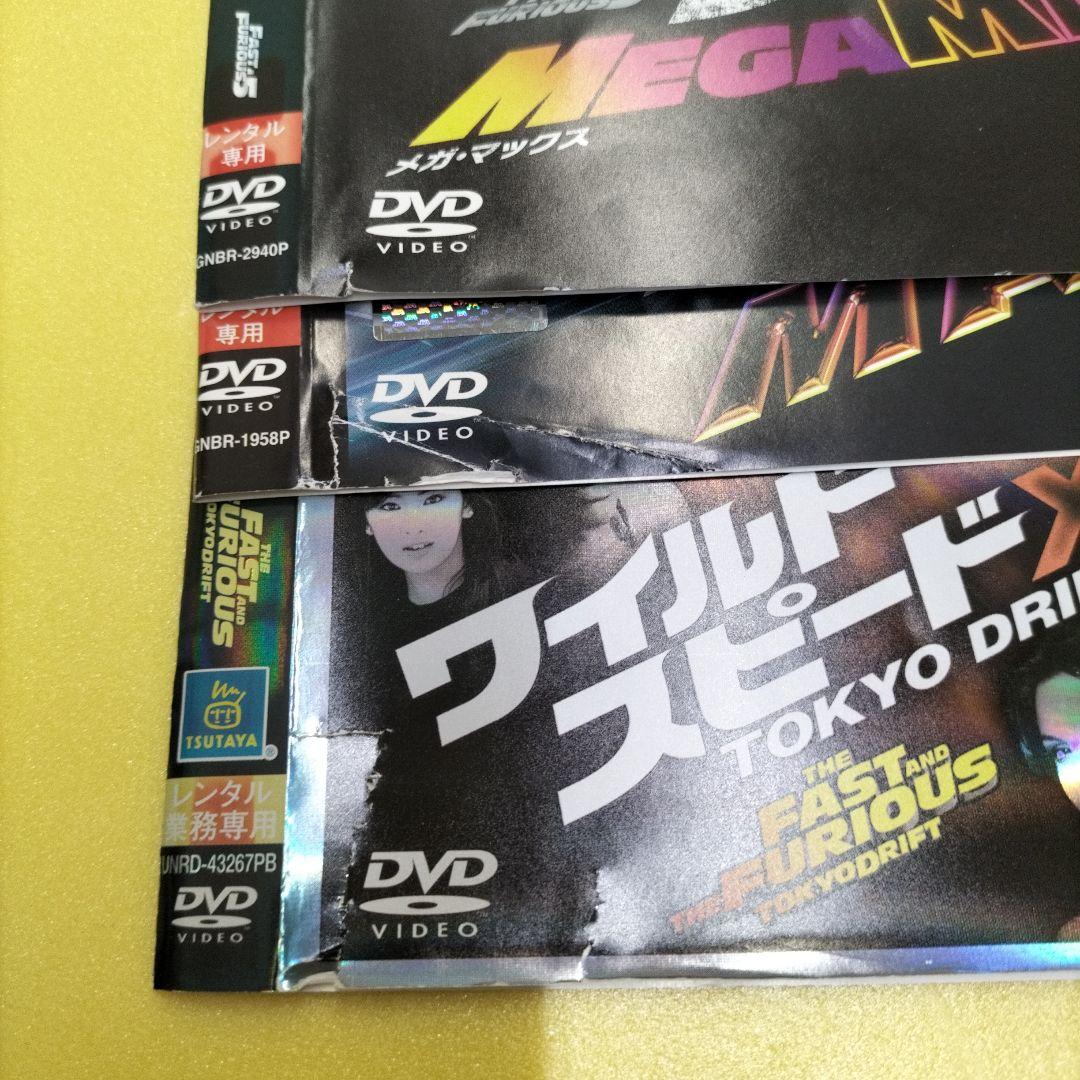 FAST &
FURIOUS 5
レンタル
専用
DVD
VIDEO
GNBR-2940P
FURIOUS 5
MEGA M
メガ・マックス
DVD
VIDEO
レンタル
専用
DVD
VIDEO
GNBR-1958P
DVD
VIDEO
THE
FAST AND
FURIOUS
TOKYODRIFT
TSUTAYA
レンタル
業務専用
UNRD-43267PB
DVD
VIDEO
ワイルド
スピードX
TOKYO DRI
THE
FAST AND
THE FURIOUS
TOKYODRIFT
DVD
VIDEO